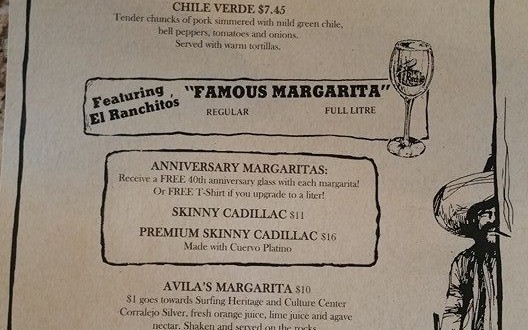 CHILE VERDE $7.45
Tender chuncks of pork simmered with mild green chile,
bell peppers, tomatoes and onions.
Served with warm tortillas.
Featuring
El Ranchitos
"FAMOUS MARGARITA"
REGULAR FULL LITRE
ANNIVERSARY MARGARITAS:
Receive a FREE 40th anniversary glass with each margarita!
Or FREE T-Shirt if you upgrade to a liter!
SKINNY CADILLAC $11
PREMIUM SKINNY CADILLAC $16
Made with Cuervo Platino
AVILA'S MARGARITA $10
$1 goes towards Surfing Heritage and Culture Center
Corralejo Silver, fresh orange juice, lime juice and agave
nectar. Shaken and served on the rocks.